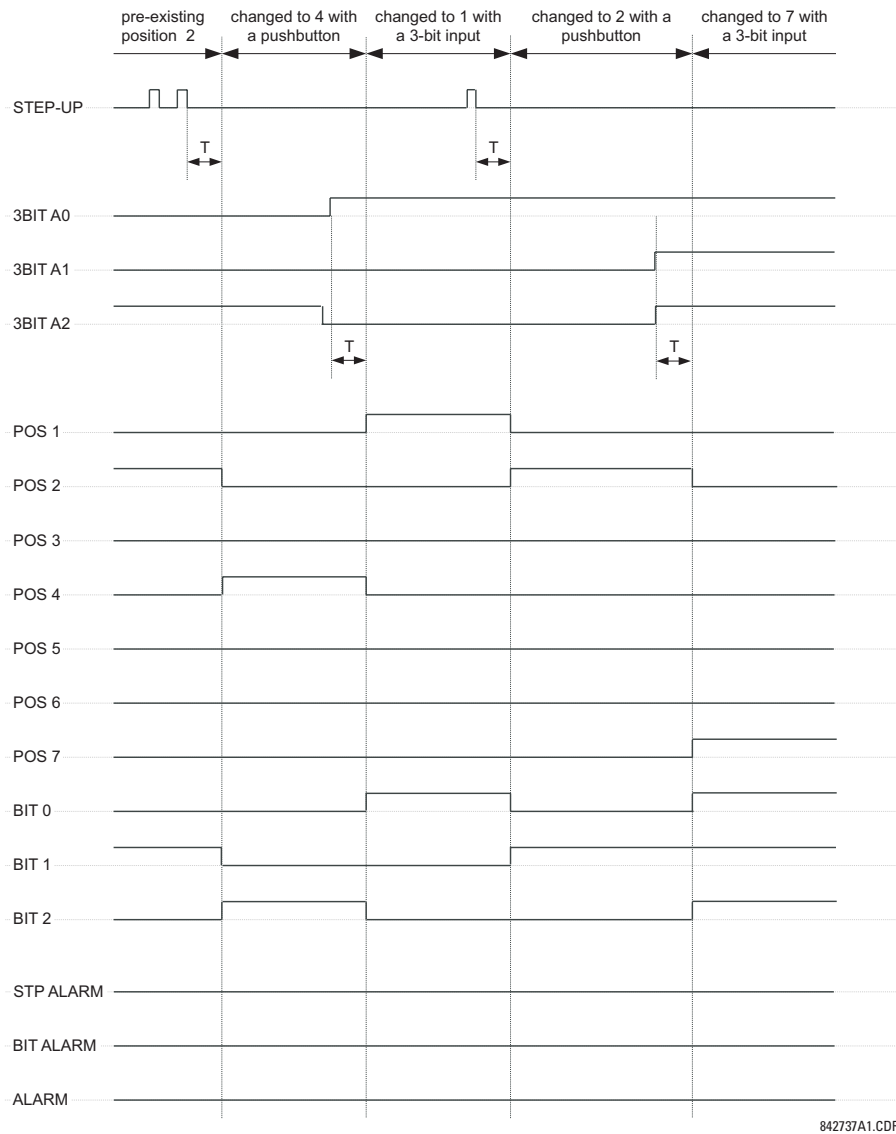 pre-existing
position 2
changed to 4 with
a pushbutton
changed to 1 with
a 3-bit input
changed to 2 with a
pushbutton
changed to 7 with
a 3-bit input
STEP-UP
T
T
3BIT A0
3BIT A1
3BIT A2
T
T
POS 1
POS 2
POS 3
POS 4
POS 5
POS 6
POS 7
BIT 0
BIT 1
BIT 2
STP ALARM
BIT ALARM
ALARM
842737A1.CDR